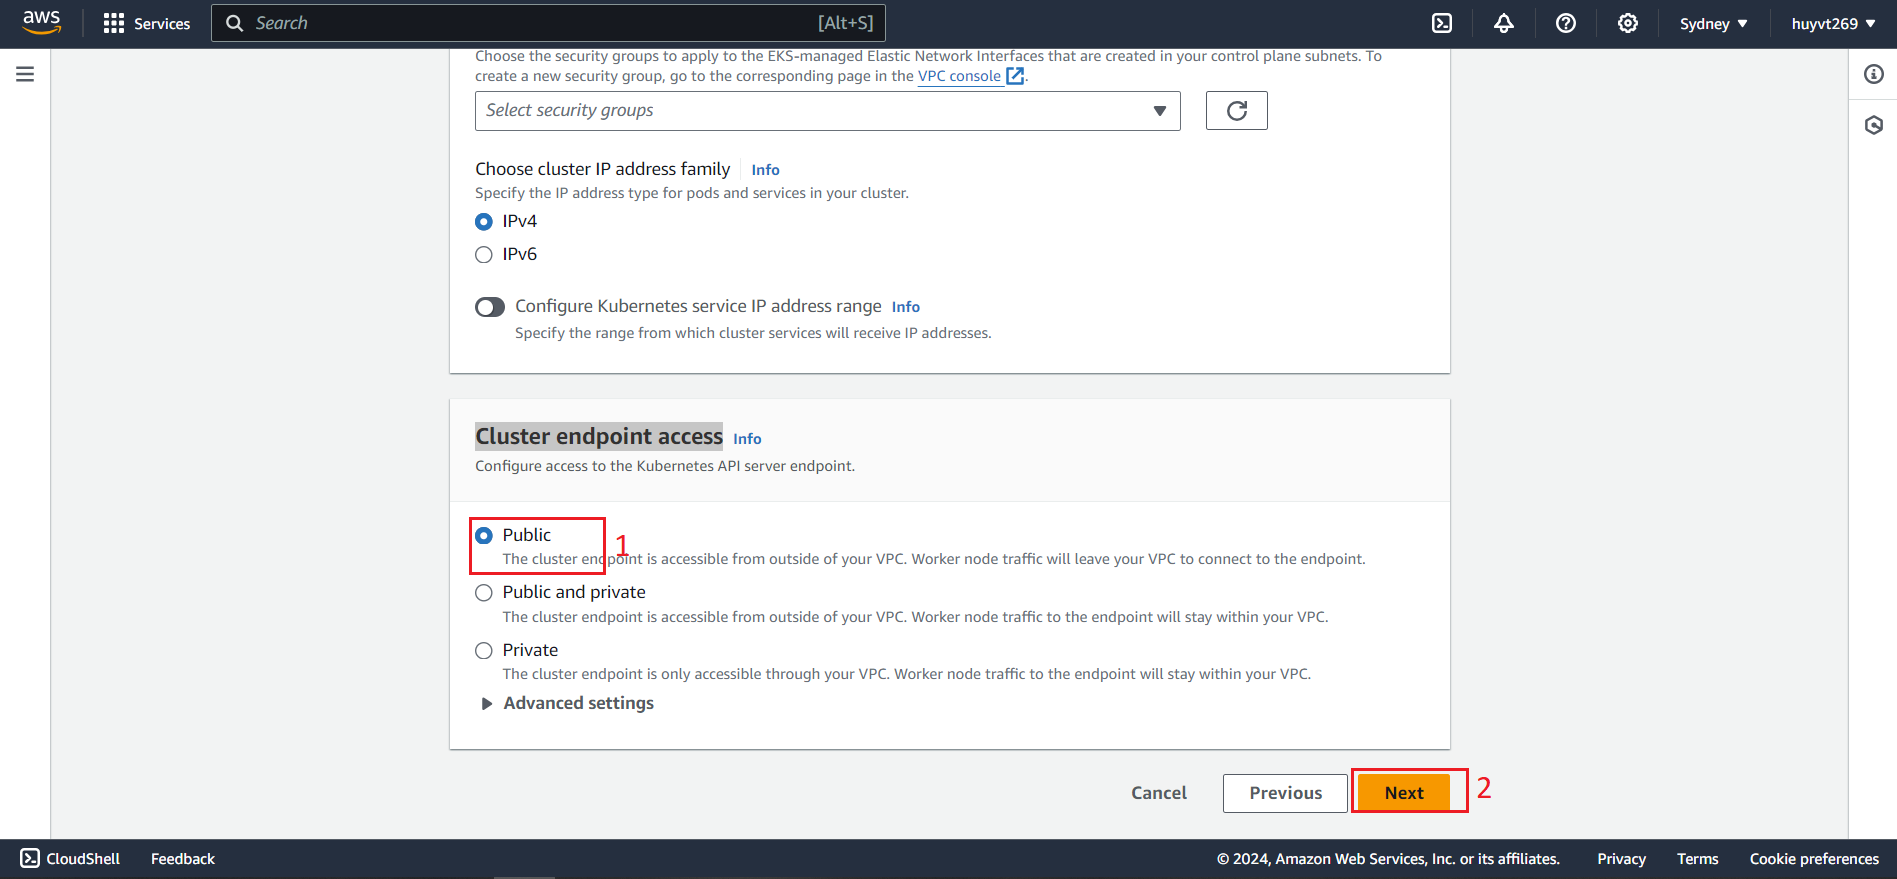 aws
Services
Search
[Alt+S]
Sydney
huyvt269
Choose the security groups to apply to the EKS-managed Elastic Network Interfaces that are created in your control plane subnets. To
create a new security group, go to the corresponding page in the VPC console.
Select security groups
Choose cluster IP address family Info
Specify the IP address type for pods and services in your cluster.
IPv4
IPv6
Configure Kubernetes service IP address range Info
Specify the range from which cluster services will receive IP addresses.
Cluster endpoint access Info
Configure access to the Kubernetes API server endpoint.
Public
1
The cluster endpoint is accessible from outside of your VPC. Worker node traffic will leave your VPC to connect to the endpoint.
Public and private
The cluster endpoint is accessible from outside of your VPC. Worker node traffic to the endpoint will stay within your VPC.
Private
The cluster endpoint is only accessible through your VPC. Worker node traffic to the endpoint will stay within your VPC.
Advanced settings
Cancel
Previous
Next
2
CloudShell
Feedback
© 2024, Amazon Web Services, Inc. or its affiliates.
Privacy
Terms
Cookie preferences